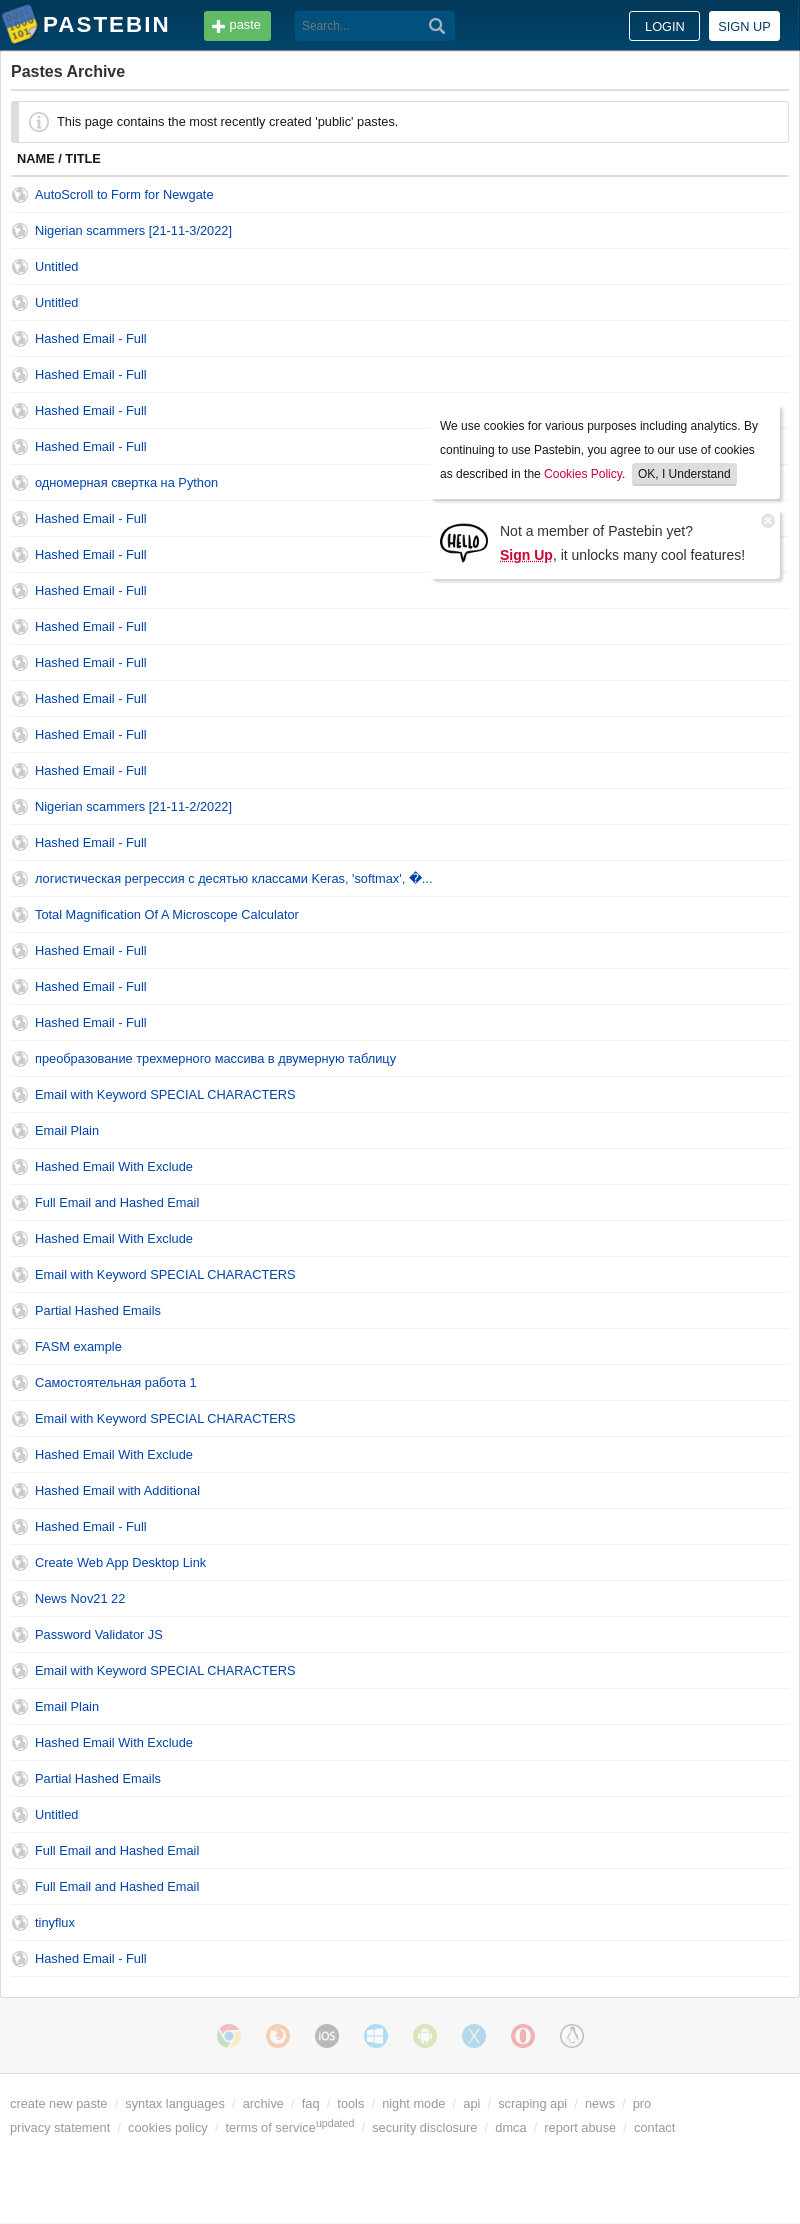 PASTEBIN
paste
Search...
LOGIN
SIGN UP
Pastes Archive
This page contains the most recently created 'public' pastes.
NAME / TITLE
AutoScroll to Form for Newgate
Nigerian scammers [21-11-3/2022]
Untitled
Untitled
Hashed Email - Full
Hashed Email - Full
Hashed Email - Full
Hashed Email - Full
одномерная свертка на Python
Hashed Email - Full
Hashed Email - Full
Hashed Email - Full
Hashed Email - Full
Hashed Email - Full
Hashed Email - Full
Hashed Email - Full
Hashed Email - Full
Nigerian scammers [21-11-2/2022]
Hashed Email - Full
логистическая регрессия с десятью классами Keras, 'softmax', �...
Total Magnification Of A Microscope Calculator
Hashed Email - Full
Hashed Email - Full
Hashed Email - Full
преобразование трехмерного массива в двумерную таблицу
Email with Keyword SPECIAL CHARACTERS
Email Plain
Hashed Email With Exclude
Full Email and Hashed Email
Hashed Email With Exclude
Email with Keyword SPECIAL CHARACTERS
Partial Hashed Emails
FASM example
Самостоятельная работа 1
Email with Keyword SPECIAL CHARACTERS
Hashed Email With Exclude
Hashed Email with Additional
Hashed Email - Full
Create Web App Desktop Link
News Nov21 22
Password Validator JS
Email with Keyword SPECIAL CHARACTERS
Email Plain
Hashed Email With Exclude
Partial Hashed Emails
Untitled
Full Email and Hashed Email
Full Email and Hashed Email
tinyflux
Hashed Email - Full
We use cookies for various purposes including analytics. By
continuing to use Pastebin, you agree to our use of cookies
as described in the Cookies Policy. OK, I Understand
HELLO
Not a member of Pastebin yet?
Sign Up, it unlocks many cool features!
iOS
create new paste / syntax languages / archive / faq / tools / night mode / api / scraping api / news / pro
privacy statement / cookies policy / terms of service updated / security disclosure / dmca / report abuse / contact